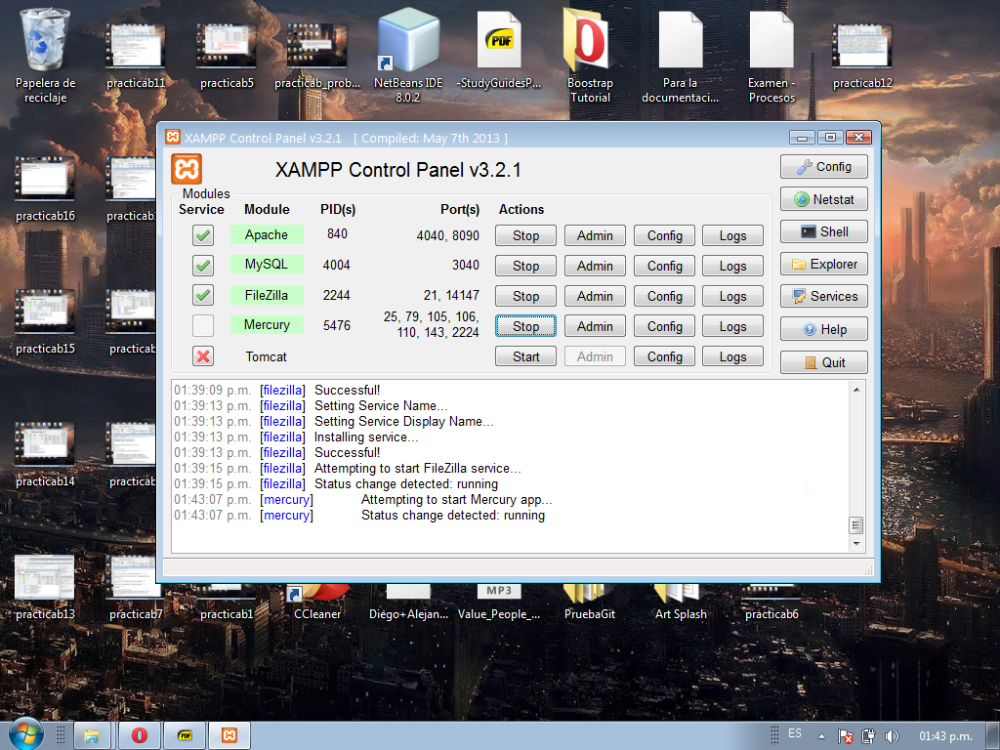 Papelera de reciclaje
practicab11
practicab5
practicab_prob...
NetBeans IDE 8.0.2
PDF
-StudyGuidesP...
Boostrap Tutorial
Para la documentaci...
Examen - Procesos
practicab12
practicab16
practicab15
practicab
practicab14
practicab
practicab13
practicab7
practicab1
CCleaner
Diego+Alejan...
MP3
Value_People_...
PruebaGit
Art Splash
practicab6
XAMPP Control Panel v3.2.1 [ Compiled: May 7th 2013 ]
XAMPP Control Panel v3.2.1
Modules
Service Module PID(s) Port(s) Actions
Apache 840 4040, 8090 Stop Admin Config Logs
MySQL 4004 3040 Stop Admin Config Logs
FileZilla 2244 21, 14147 Stop Admin Config Logs
Mercury 5476 25, 79, 105, 106, 110, 143, 2224 Stop Admin Config Logs
Tomcat Start Admin Config Logs
Config
Netstat
Shell
Explorer
Services
Help
Quit
01:39:09 p.m. [filezilla] Successful!
01:39:13 p.m. [filezilla] Setting Service Name...
01:39:13 p.m. [filezilla] Setting Service Display Name...
01:39:13 p.m. [filezilla] Installing service...
01:39:13 p.m. [filezilla] Successful!
01:39:15 p.m. [filezilla] Attempting to start FileZilla service...
01:39:15 p.m. [filezilla] Status change detected: running
01:43:07 p.m. [mercury] Attempting to start Mercury app...
01:43:07 p.m. [mercury] Status change detected: running
PDF
ES
01:43 p.m.